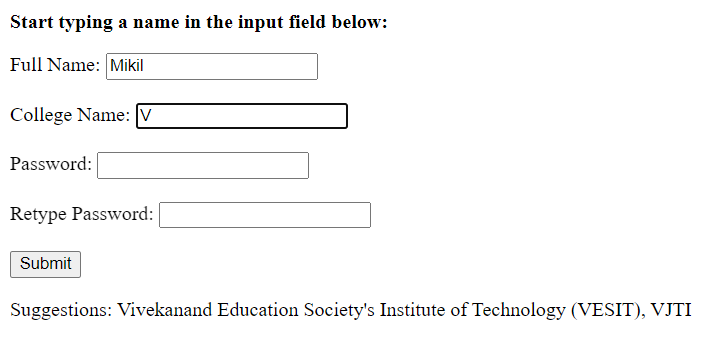 Start typing a name in the input field below:
Full Name: Mikil
College Name: V
Password:
Retype Password:
Submit
Suggestions: Vivekanand Education Society's Institute of Technology (VESIT), VJTI